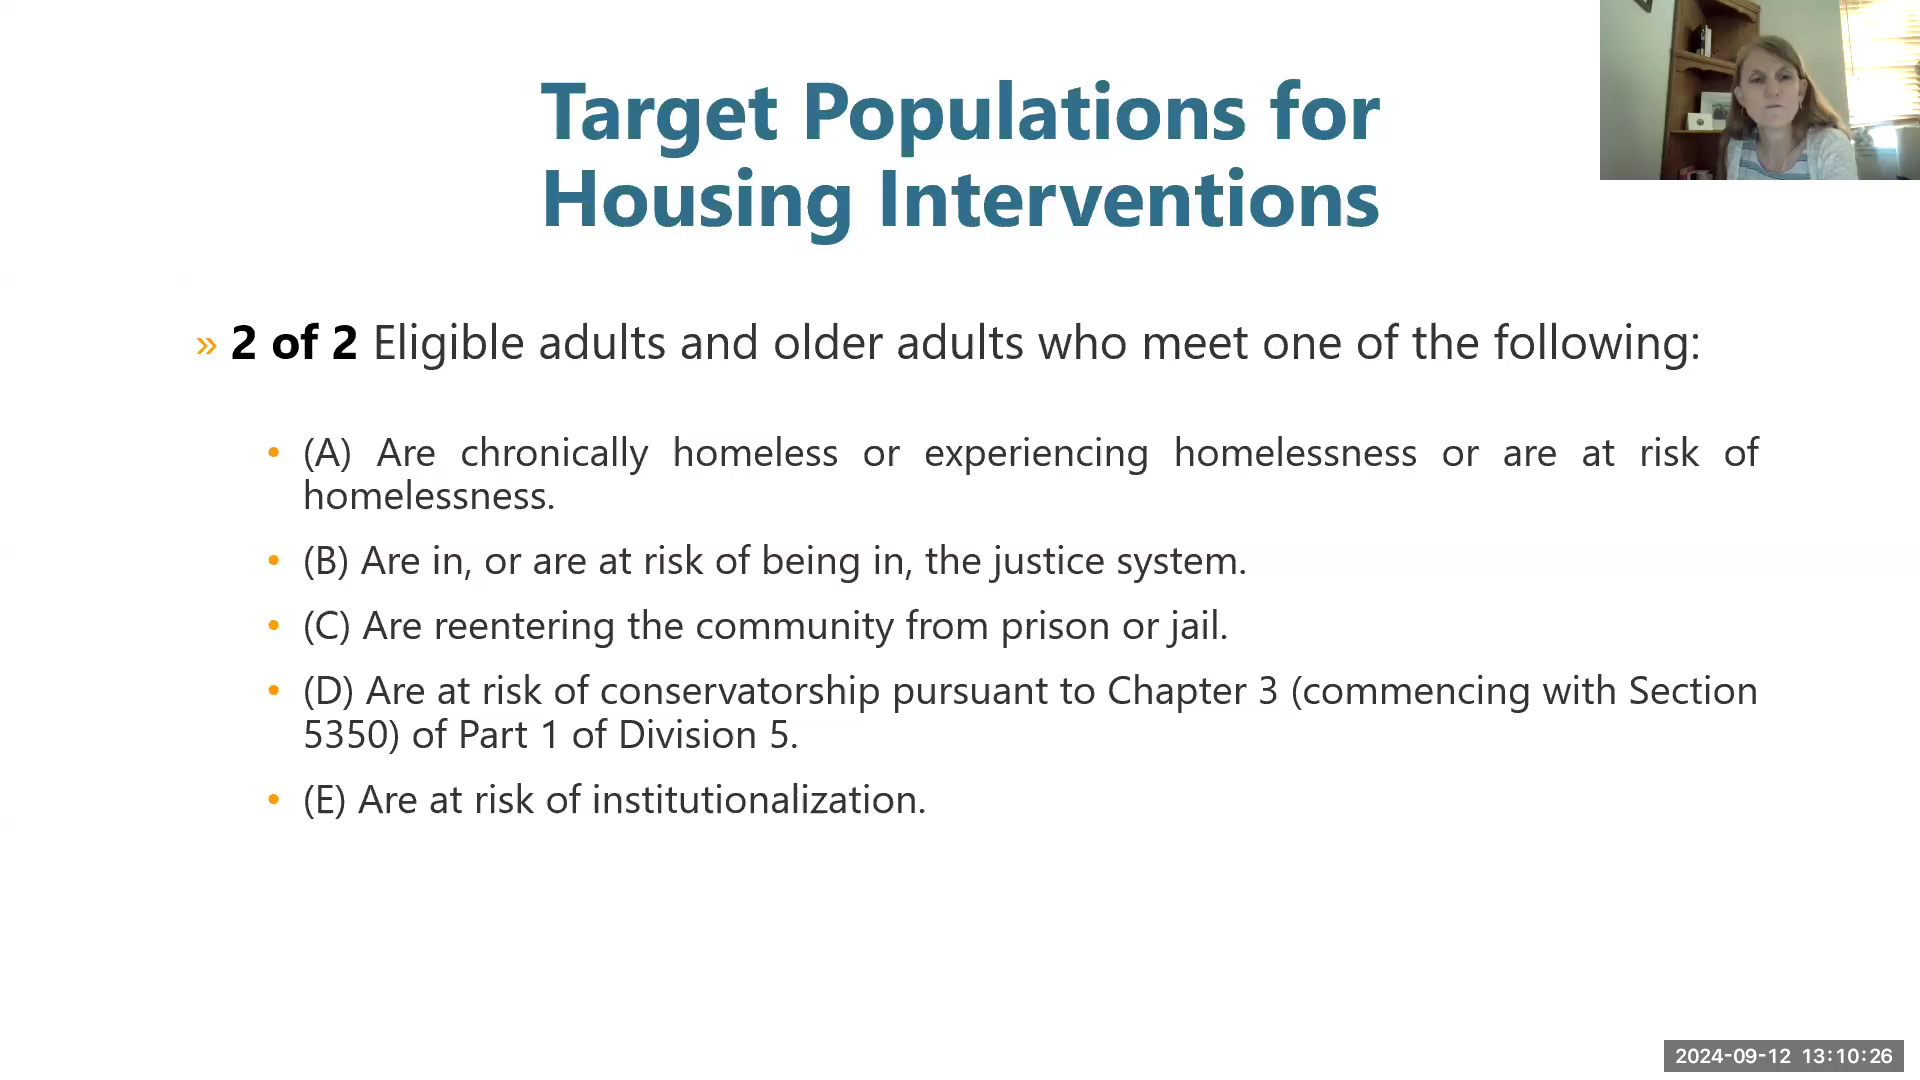 Target Populations for
Housing Interventions
» 2 of 2 Eligible adults and older adults who meet one of the following:
• (A) Are chronically homeless or experiencing homelessness or are at risk of
homelessness.
• (B) Are in, or are at risk of being in, the justice system.
• (C) Are reentering the community from prison or jail.
• (D) Are at risk of conservatorship pursuant to Chapter 3 (commencing with Section
5350) of Part 1 of Division 5.
• (E) Are at risk of institutionalization.
2024-09-12 13:10:26